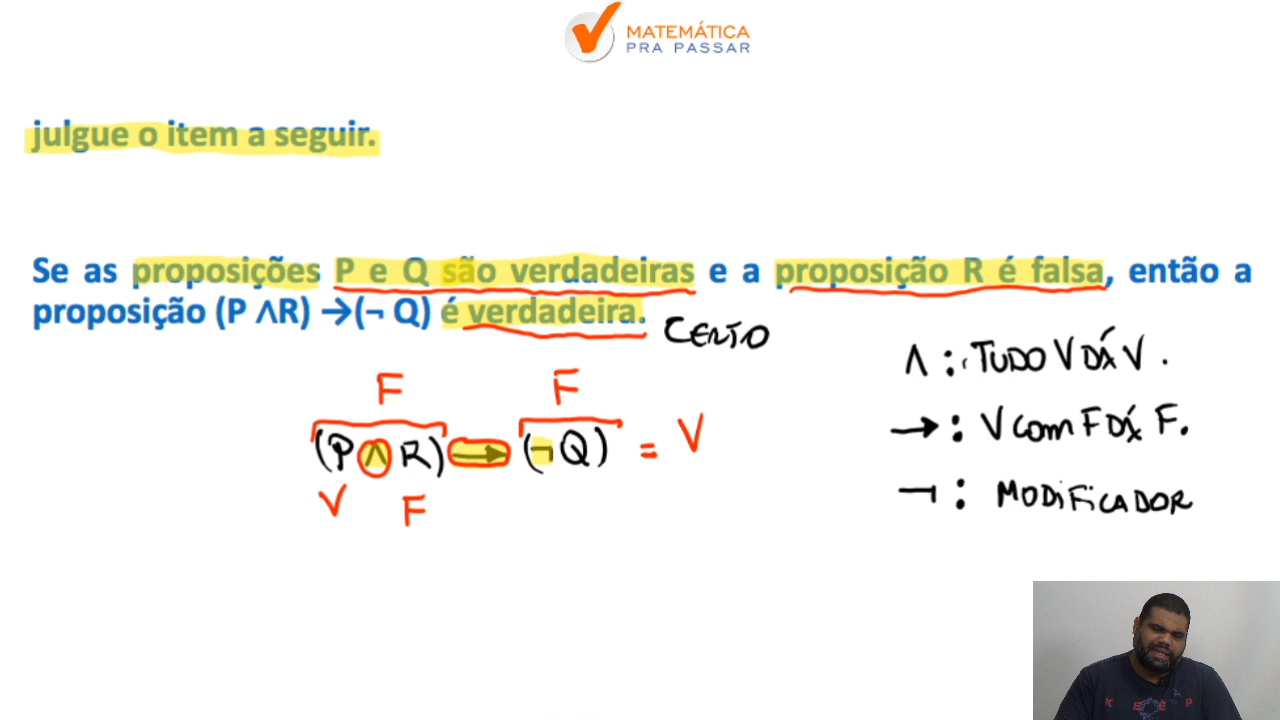 MATEMÁTICA
PRA PASSAR
julgue o item a seguir.
Se as proposições P e Q são verdadeiras e a proposição R é falsa, então a
proposição (P ∧R) →(¬ Q) é verdadeira.
CERTO
∧ : TUDO V DÁ V.
F F
(P ∧ R) → (¬ Q) = V
V F
→ : V com F DÁ F.
¬ : MODIFICADOR
K E E P